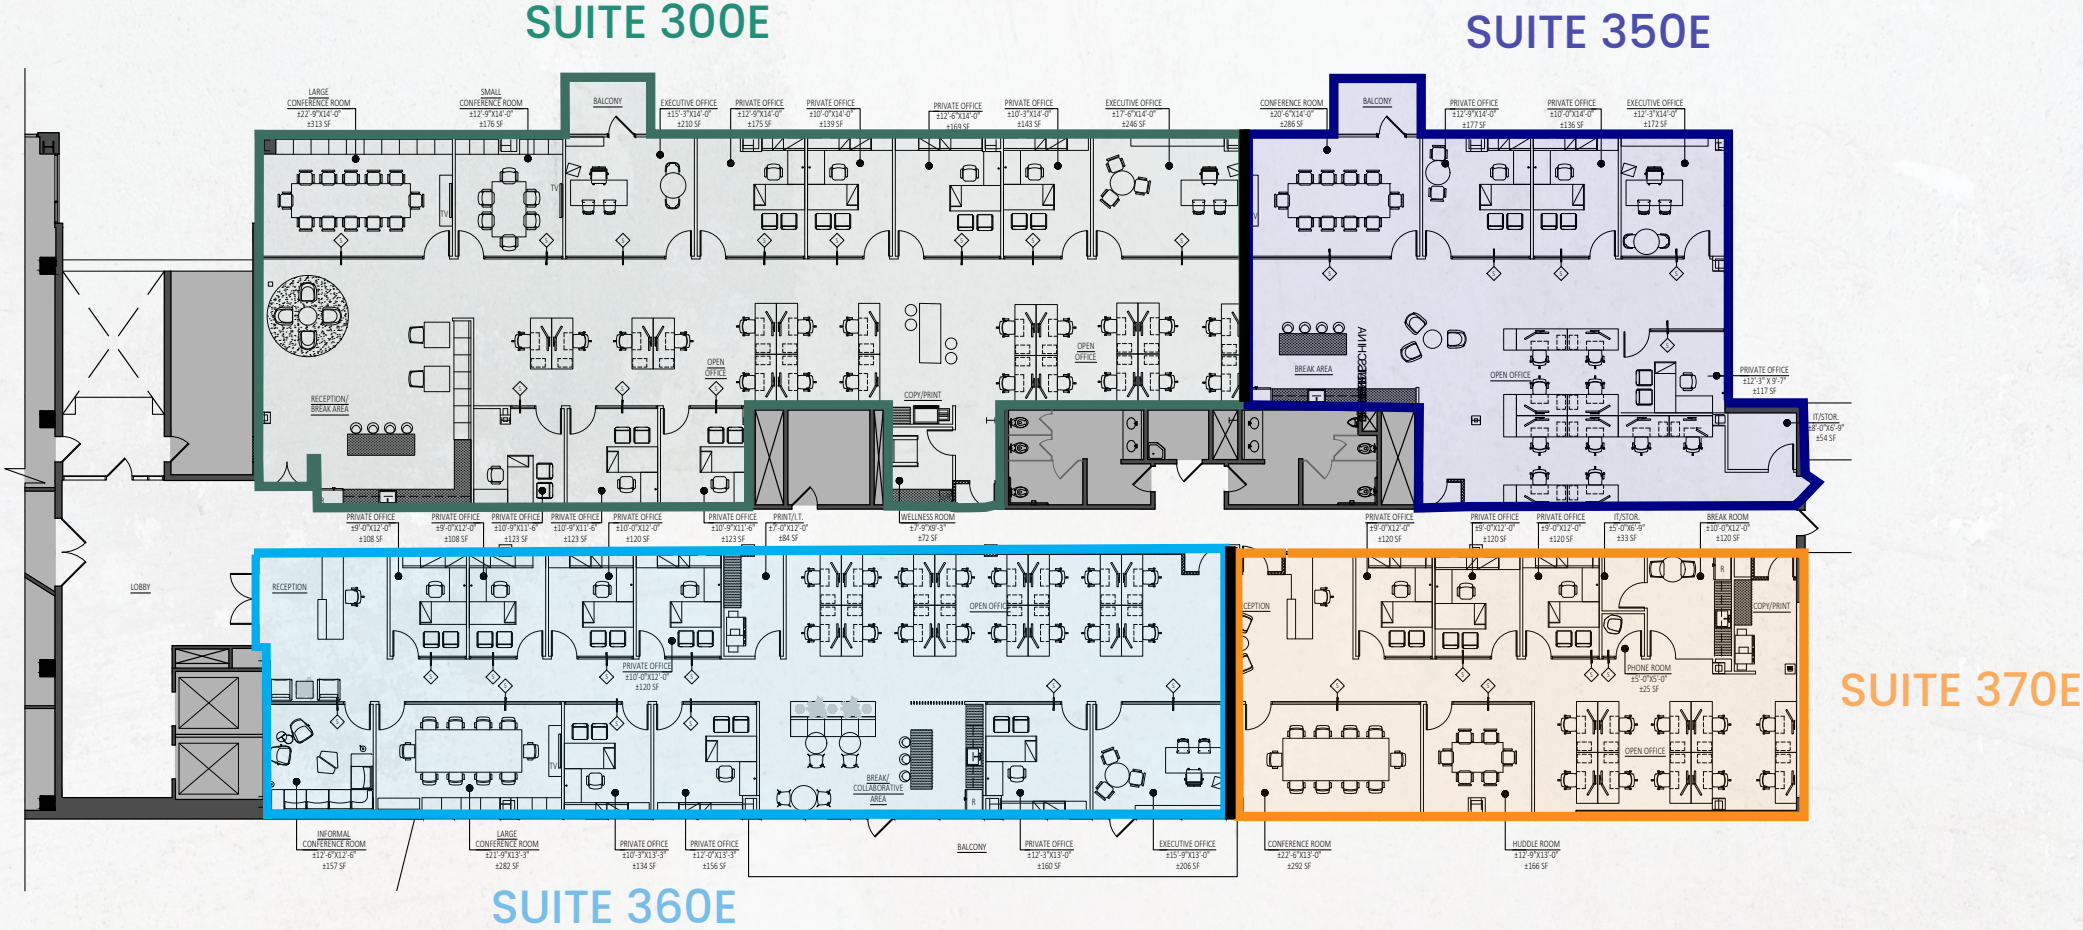 SUITE 300E
SUITE 350E
LARGE
CONFERENCE ROOM
±22'-9"X14'-0"
±313 SF
SMALL
CONFERENCE ROOM
±12'-9"X14'-0"
±176 SF
BALCONY
EXECUTIVE OFFICE
±15'-3"X14'-0"
±210 SF
PRIVATE OFFICE
±12'-9"X14'-0"
±175 SF
PRIVATE OFFICE
±10'-0"X14'-0"
±139 SF
PRIVATE OFFICE
±12'-6"X14'-0"
±169 SF
PRIVATE OFFICE
±10'-3"X14'-0"
±143 SF
EXECUTIVE OFFICE
±17'-6"X14'-0"
±246 SF
CONFERENCE ROOM
±20'-6"X14'-0"
±286 SF
BALCONY
PRIVATE OFFICE
±12'-9"X14'-0"
±177 SF
PRIVATE OFFICE
±10'-0"X14'-0"
±136 SF
EXECUTIVE OFFICE
±12'-3"X14'-0"
±172 SF
TV
TV
RECEPTION/
BREAK AREA
OPEN
OFFICE
COPY/PRINT
OPEN
OFFICE
BREAK AREA
OPEN OFFICE
PRIVATE OFFICE
±12'-3" X 9'-7"
±117 SF
IT/STOR.
±8'-0"X6'-9"
±54 SF
PRIVATE OFFICE
±9'-0"X12'-0"
±108 SF
PRIVATE OFFICE
±9'-0"X12'-0"
±108 SF
PRIVATE OFFICE
±10'-9"X11'-6"
±123 SF
PRIVATE OFFICE
±10'-9"X11'-6"
±123 SF
PRIVATE OFFICE
±10'-0"X12'-0"
±120 SF
PRIVATE OFFICE
±10'-9"X11'-6"
±123 SF
PRINT/I.T.
±7'-0"X12'-0"
±84 SF
WELLNESS ROOM
±7'-9"X9'-3"
±72 SF
PRIVATE OFFICE
±9'-0"X12'-0"
±120 SF
PRIVATE OFFICE
±9'-0"X12'-0"
±120 SF
PRIVATE OFFICE
±9'-0"X12'-0"
±120 SF
IT/STOR.
±5'-0"X6'-9"
±33 SF
BREAK ROOM
±10'-0"X12'-0"
±120 SF
LOBBY
RECEPTION
OPEN OFFICE
PRIVATE OFFICE
±10'-0"X12'-0"
±120 SF
CEPTION
COPY/PRINT
R
PHONE ROOM
±5'-0"X5'-0"
±25 SF
SUITE 370E
TV
BREAK/
COLLABORATIVE
AREA
R
OPEN OFFICE
INFORMAL
CONFERENCE ROOM
±12'-6"X12'-6"
±157 SF
LARGE
CONFERENCE ROOM
±21'-9"X13'-3"
±282 SF
PRIVATE OFFICE
±10'-3"X13'-3"
±134 SF
PRIVATE OFFICE
±12'-0"X13'-3"
±156 SF
BALCONY
PRIVATE OFFICE
±12'-3"X13'-0"
±160 SF
EXECUTIVE OFFICE
±15'-9"X13'-0"
±206 SF
CONFERENCE ROOM
±22'-6"X13'-0"
±292 SF
HUDDLE ROOM
±12'-9"X13'-0"
±166 SF
SUITE 360E